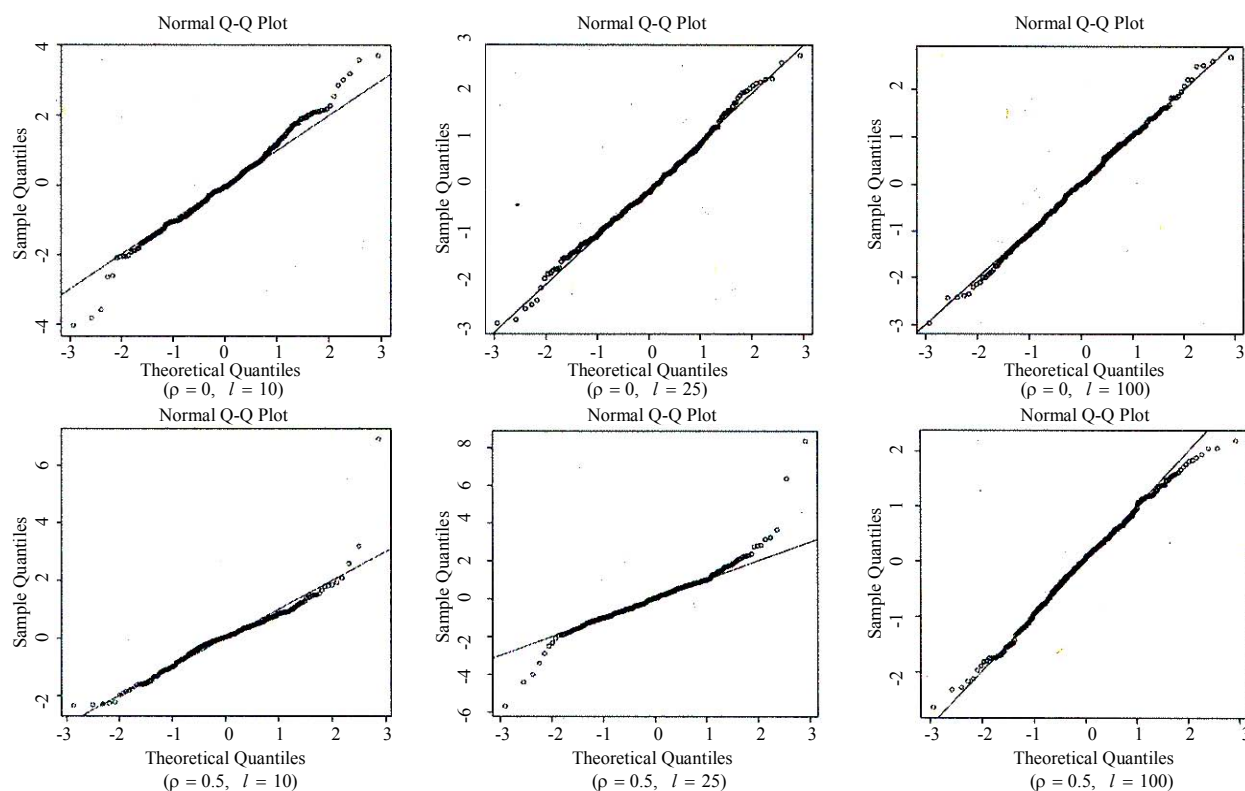 Normal Q-Q Plot
Sample Quantiles
4
2
0
-2
-4
-3 -2 -1 0 1 2 3
Theoretical Quantiles
(ρ = 0, l = 10)
Normal Q-Q Plot
Sample Quantiles
3
2
1
0
-1
-2
-3
-3 -2 -1 0 1 2 3
Theoretical Quantiles
(ρ = 0, l = 25)
Normal Q-Q Plot
Sample Quantiles
2
1
0
-1
-2
-3
-3 -2 -1 0 1 2 3
Theoretical Quantiles
(ρ = 0, l = 100)
Normal Q-Q Plot
Sample Quantiles
6
4
2
0
-2
-3 -2 -1 0 1 2 3
Theoretical Quantiles
(ρ = 0.5, l = 10)
Normal Q-Q Plot
Sample Quantiles
8
6
4
2
0
-2
-4
-6
-3 -2 -1 0 1 2 3
Theoretical Quantiles
(ρ = 0.5, l = 25)
Normal Q-Q Plot
Sample Quantiles
2
1
0
-1
-2
-3 -2 -1 0 1 2 3
Theoretical Quantiles
(ρ = 0.5, l = 100)